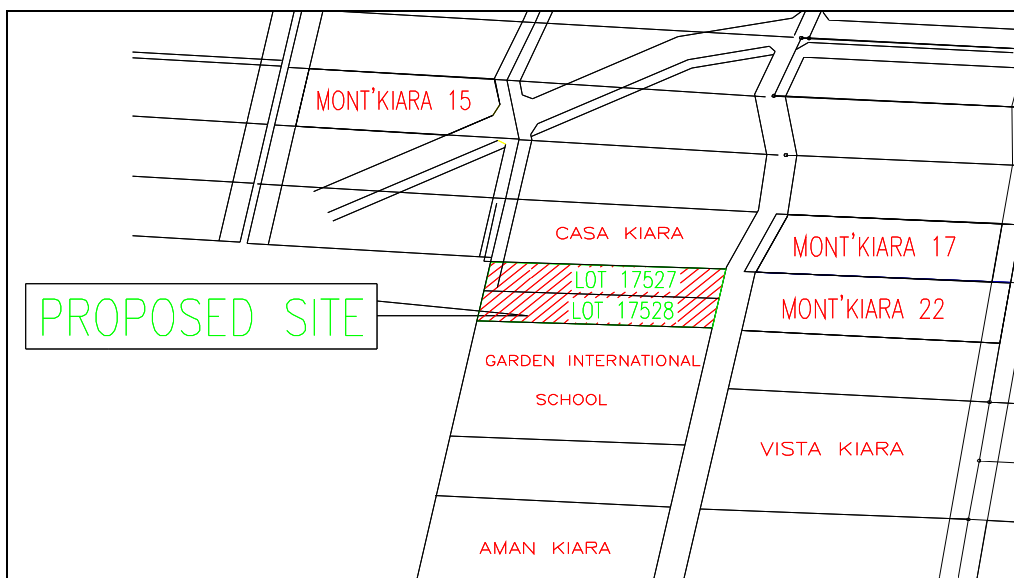 MONT'KIARA 15
CASA KIARA
MONT'KIARA 17
LOT 17527
PROPOSED SITE
LOT 17528
MONT'KIARA 22
GARDEN INTERNATIONAL
SCHOOL
VISTA KIARA
AMAN KIARA